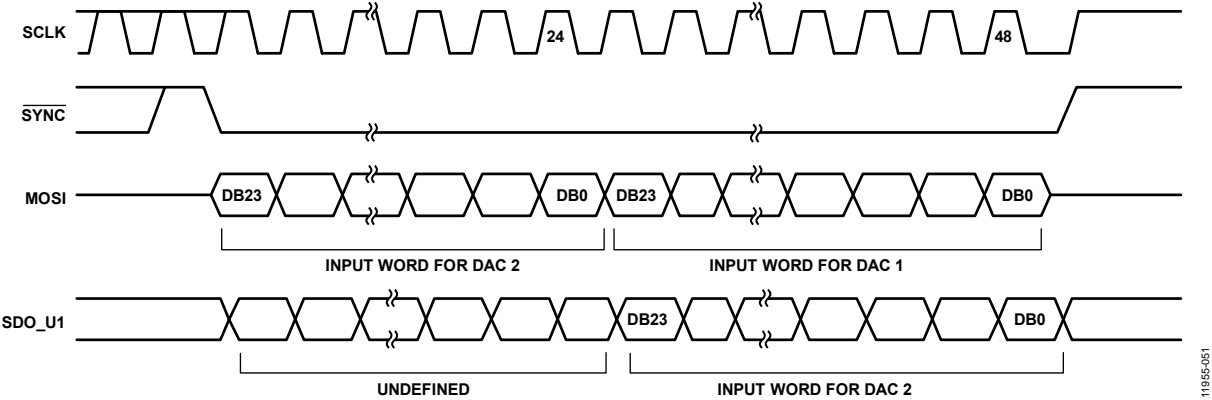 SCLK 24 48
SYNC
MOSI DB23 DB0 DB23 DB0
INPUT WORD FOR DAC 2 INPUT WORD FOR DAC 1
SDO_U1 DB23 DB0
UNDEFINED INPUT WORD FOR DAC 2
11955-051